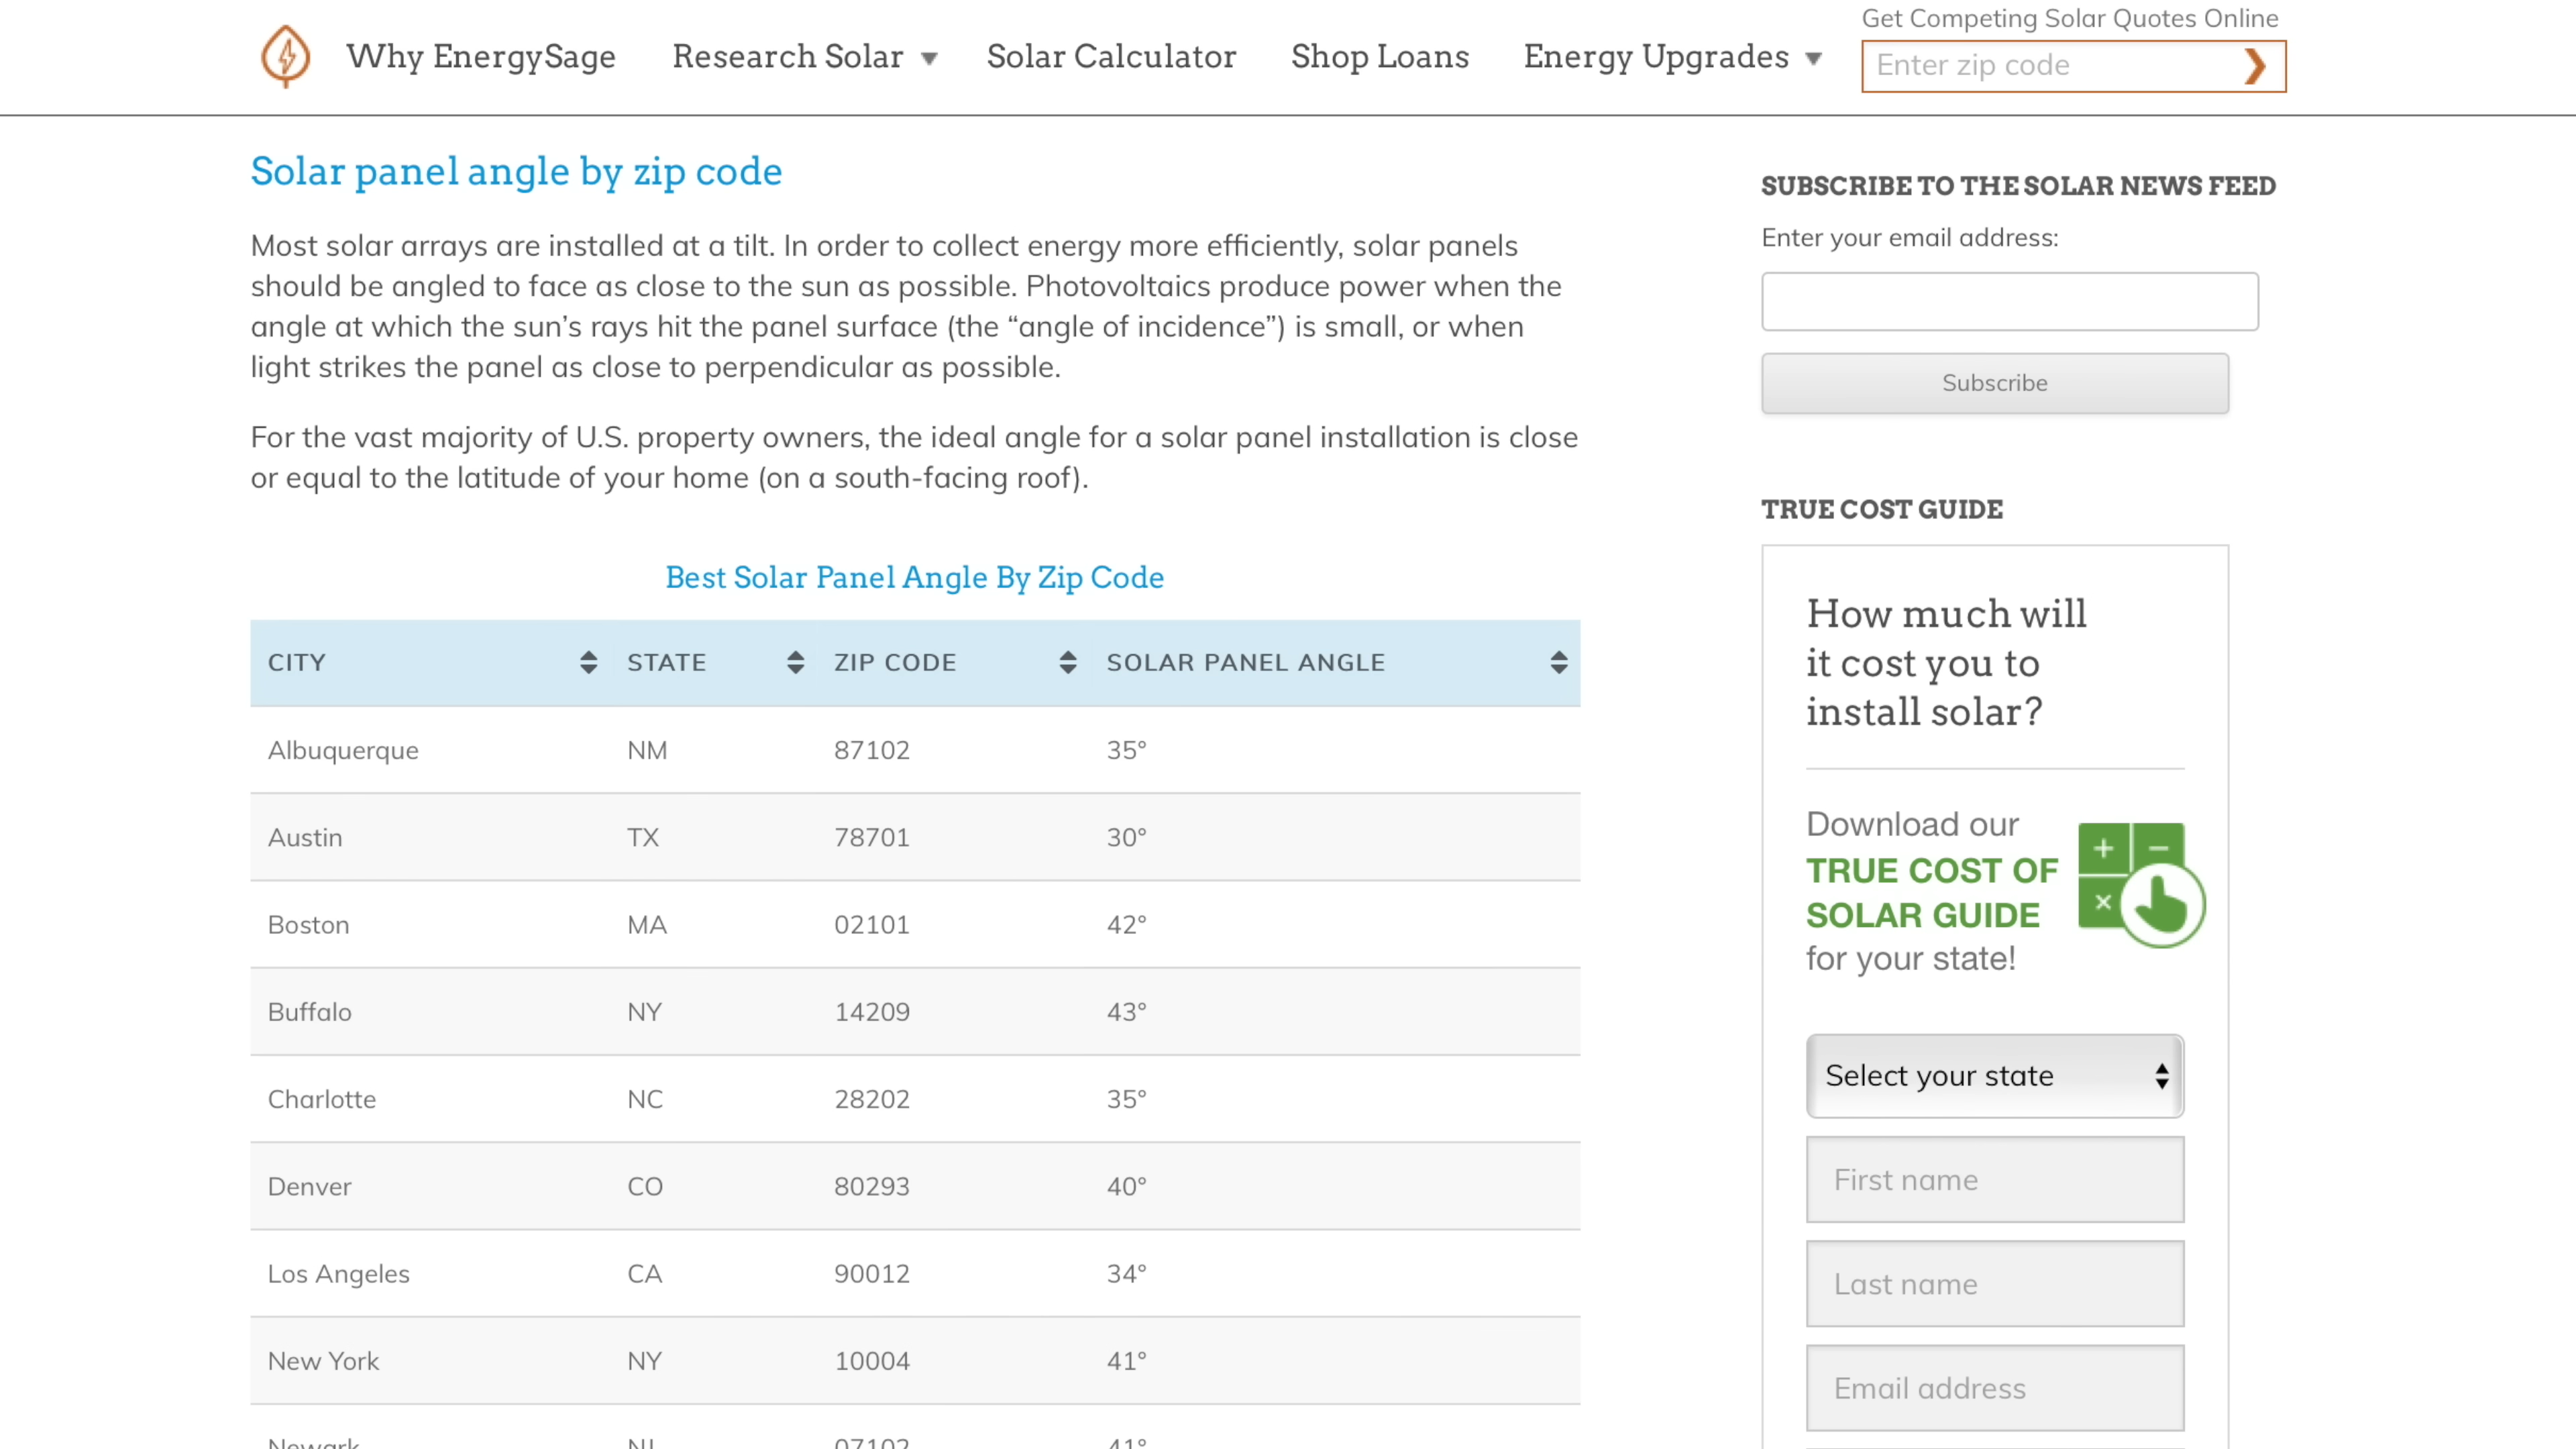 Get Competing Solar Quotes Online
Why EnergySage
Research Solar
Solar Calculator
Shop Loans
Energy Upgrades
Enter zip code
Solar panel angle by zip code
Most solar arrays are installed at a tilt. In order to collect energy more efficiently, solar panels
should be angled to face as close to the sun as possible. Photovoltaics produce power when the
angle at which the sun’s rays hit the panel surface (the “angle of incidence”) is small, or when
light strikes the panel as close to perpendicular as possible.
For the vast majority of U.S. property owners, the ideal angle for a solar panel installation is close
or equal to the latitude of your home (on a south-facing roof).
Best Solar Panel Angle By Zip Code
CITY STATE ZIP CODE SOLAR PANEL ANGLE
Albuquerque NM 87102 35°
Austin TX 78701 30°
Boston MA 02101 42°
Buffalo NY 14209 43°
Charlotte NC 28202 35°
Denver CO 80293 40°
Los Angeles CA 90012 34°
New York NY 10004 41°
Newark NJ 07102 41°
SUBSCRIBE TO THE SOLAR NEWS FEED
Enter your email address:
Subscribe
TRUE COST GUIDE
How much will
it cost you to
install solar?
Download our
TRUE COST OF
SOLAR GUIDE
for your state!
+ −
×
Select your state
First name
Last name
Email address